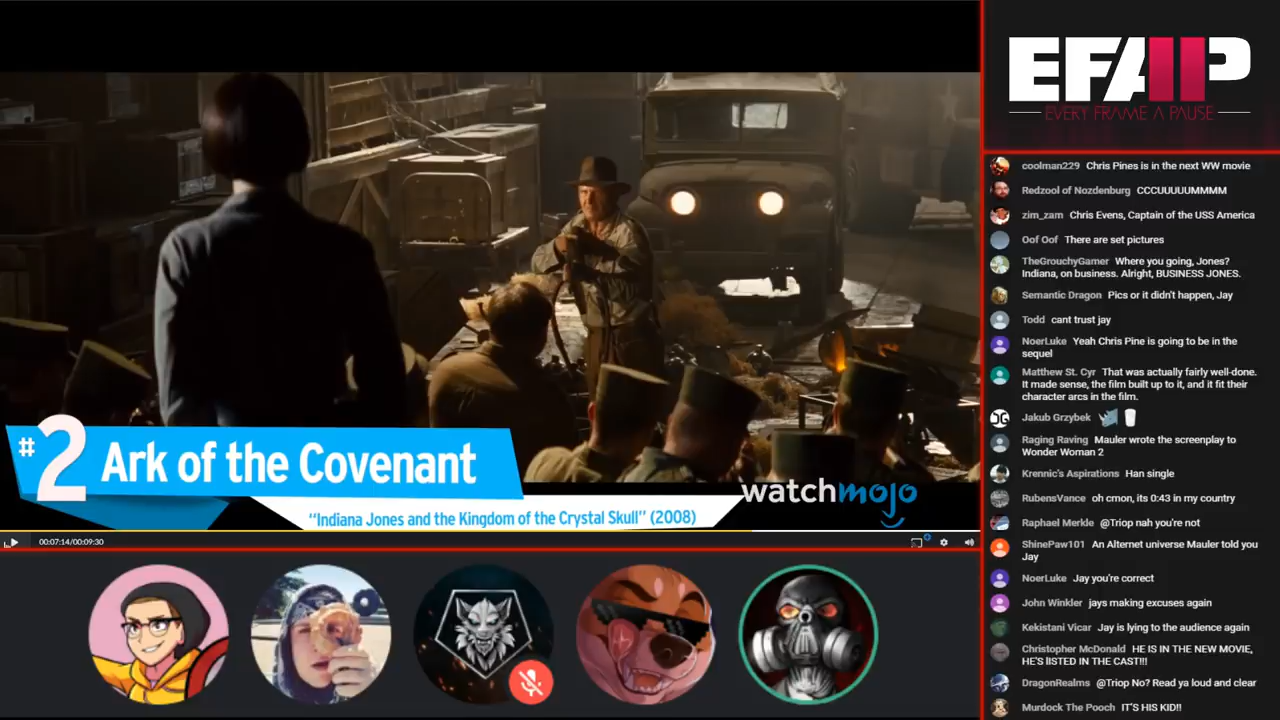 #2 Ark of the Covenant
watchmojo
"Indiana Jones and the Kingdom of the Crystal Skull" (2008)
00:07:14/00:09:30
EFAP
EVERY FRAME A PAUSE
coolman229 Chris Pines is in the next WW movie
Redzool of Nozdenburg CCCUUUUUMMMM
zim_zam Chris Evens, Captain of the USS America
Oof Oof There are set pictures
TheGrouchyGamer Where you going, Jones?
Indiana, on business. Alright, BUSINESS JONES.
Semantic Dragon Pics or it didn't happen, Jay
Todd cant trust jay
NoerLuke Yeah Chris Pine is going to be in the
sequel
Matthew St. Cyr That was actually fairly well-done.
It made sense, the film built up to it, and it fit their
character arcs in the film.
Jakub Grzybek
Raging Raving Mauler wrote the screenplay to
Wonder Woman 2
Krennic's Aspirations Han single
RubensVance oh cmon, its 0:43 in my country
Raphael Merkle @Triop nah you're not
ShinePaw101 An Alternet universe Mauler told you
Jay
NoerLuke Jay you're correct
John Winkler jays making excuses again
Kekistani Vicar Jay is lying to the audience again
Christopher McDonald HE IS IN THE NEW MOVIE,
HE'S lISTED IN THE CAST!!!
DragonRealms @Triop No? Read ya loud and clear
Murdock The Pooch IT'S HIS KID!!